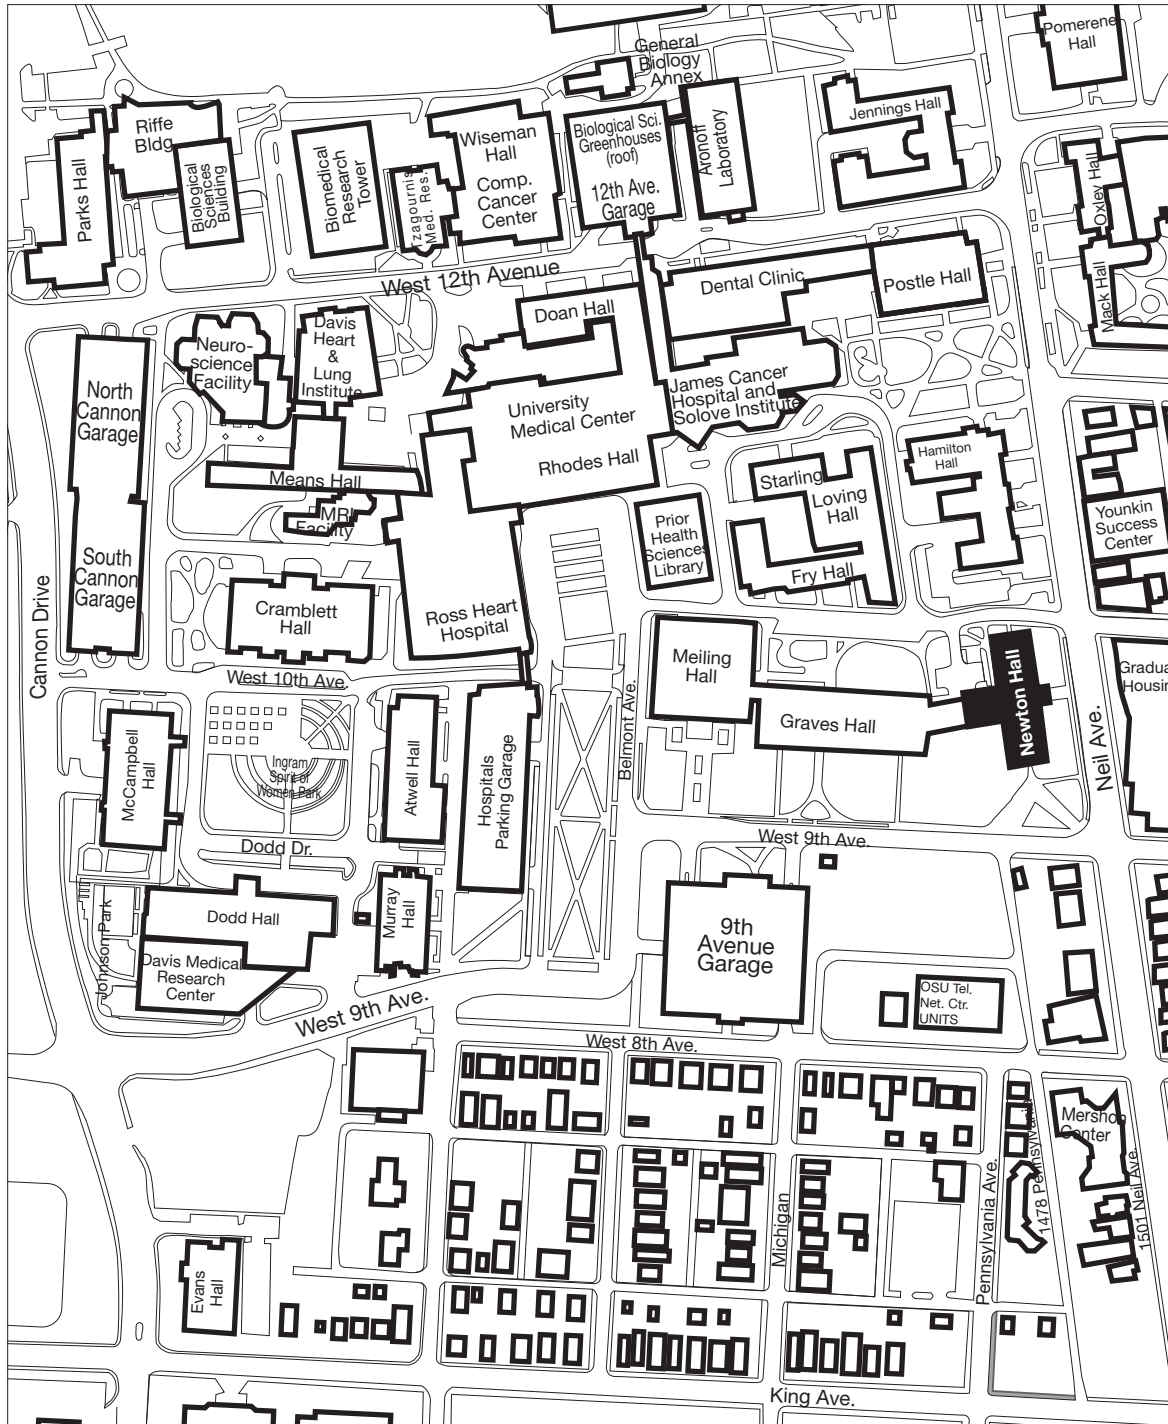 Pomerene
Hall
General
Biology
Annex
Riffe
Bldg.
Parks Hall
Biological
Sciences
Building
Biomedical
Research
Tower
Tzagournis
Med. Res.
Wiseman
Hall
Comp.
Cancer
Center
Biological Sci.
Greenhouses
(roof)
12th Ave.
Garage
Aronoff
Laboratory
Jennings Hall
Oxley Hall
Mack Hall
West 12th Avenue
Dental Clinic
Postle Hall
Doan Hall
Neuro-
science
Facility
Davis
Heart
&
Lung
Institute
North
Cannon
Garage
University
Medical Center
Rhodes Hall
James Cancer
Hospital and
Solove Institute
Means Hall
MRI
Facility
Starling
Loving
Hall
Fry Hall
Hamilton
Hall
Younkin
Success
Center
Prior
Health
Sciences
Library
South
Cannon
Garage
Cannon Drive
Cramblett
Hall
Ross Heart
Hospital
West 10th Ave.
Meiling
Hall
Graves Hall
Newton Hall
Neil Ave.
Gradua
Housin
Belmont Ave.
McCampbell
Hall
Ingram
Spirit of
Women Park
Atwell Hall
Hospitals
Parking Garage
Dodd Dr.
West 9th Ave.
Dodd Hall
Murray
Hall
Johnson Park
Davis Medical
Research
Center
9th
Avenue
Garage
OSU Tel.
Net. Ctr.
UNITS
West 9th Ave.
West 8th Ave.
Mershon
Center
1478 Pennsylvania
1501 Neil Ave.
Pennsylvania Ave.
Michigan
Evans
Hall
King Ave.